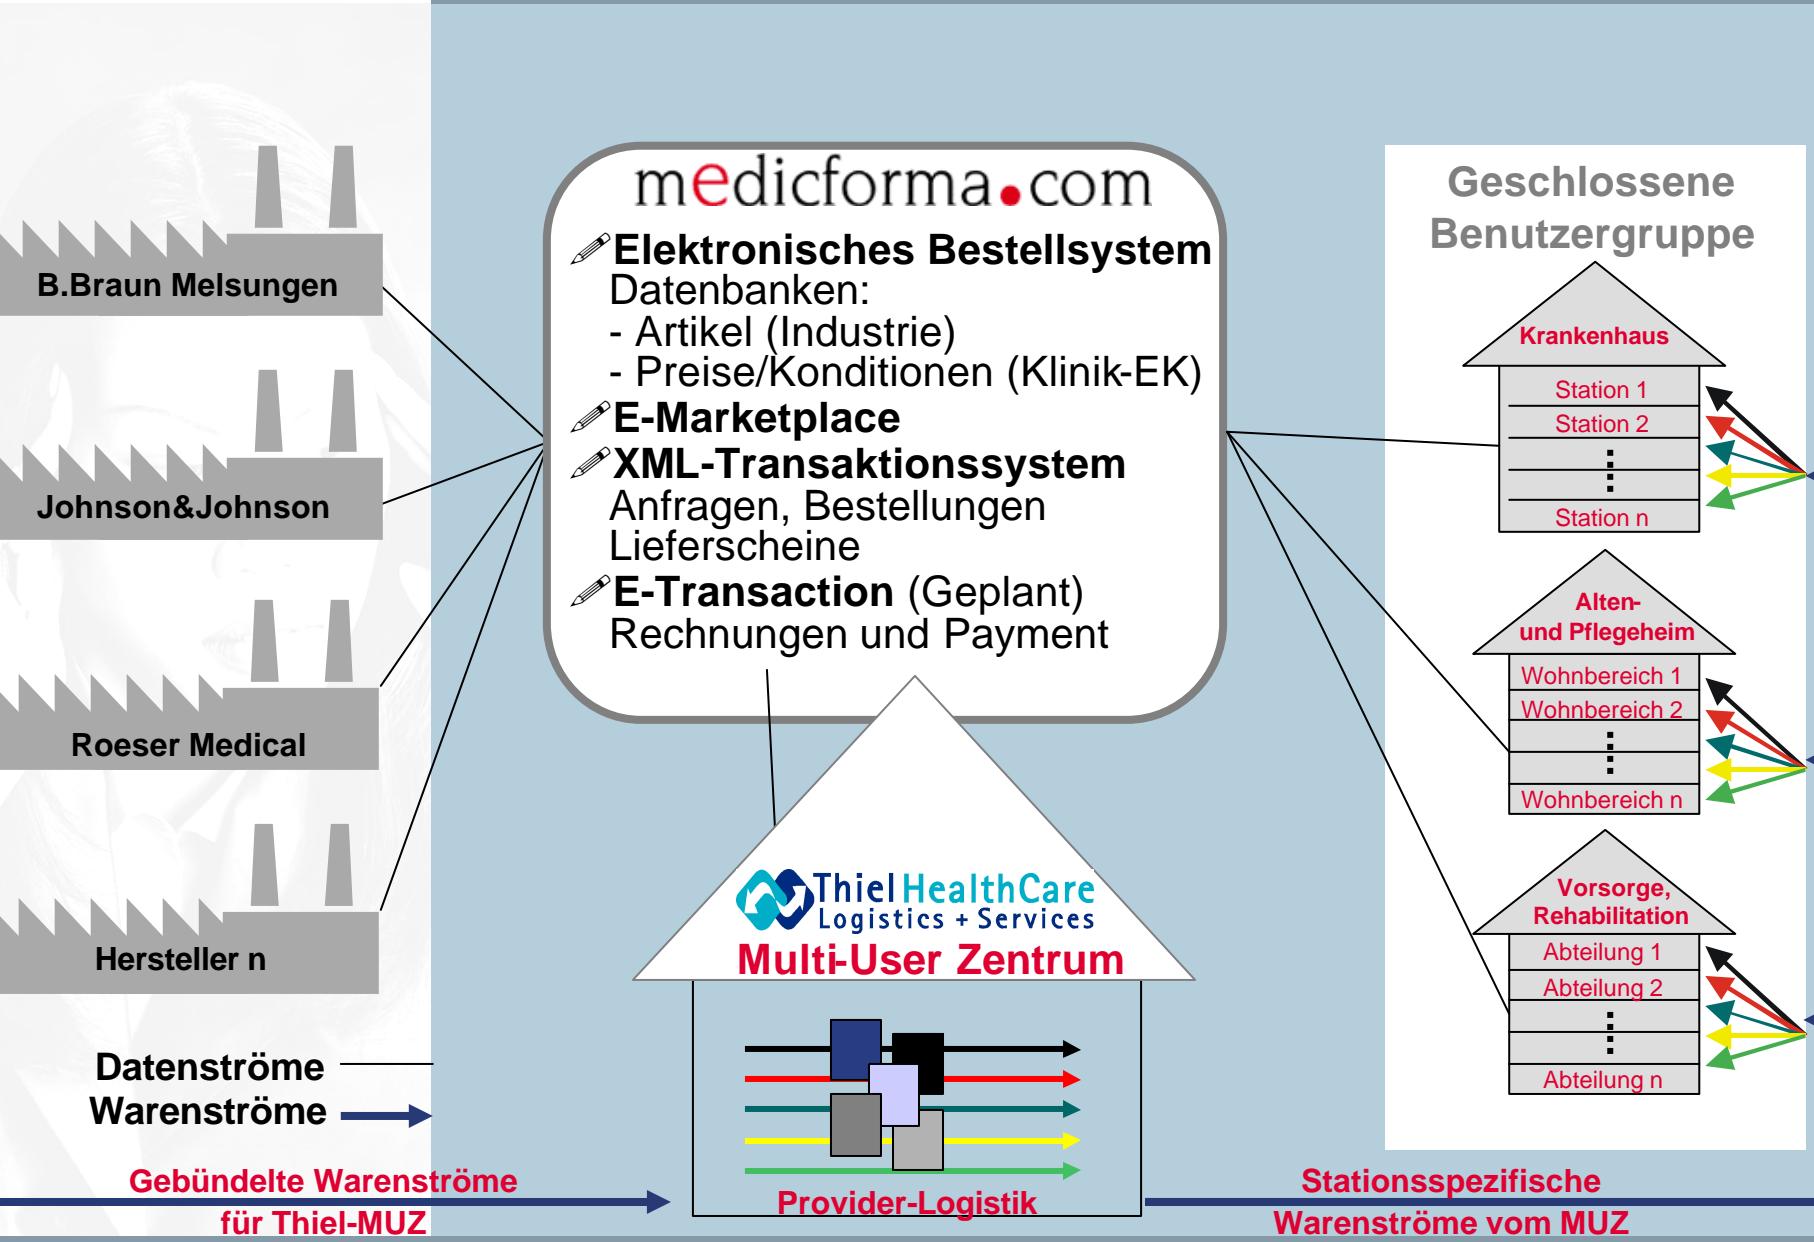 B.Braun Melsungen
Johnson&Johnson
Roeser Medical
Hersteller n
Datenströme
Warenströme
Gebündelte Warenströme
für Thiel-MUZ
medicforma.com
Elektronisches Bestellsystem
Datenbanken:
- Artikel (Industrie)
- Preise/Konditionen (Klinik-EK)
E-Marketplace
XML-Transaktionssystem
Anfragen, Bestellungen
Lieferscheine
E-Transaction (Geplant)
Rechnungen und Payment
Thiel HealthCare
Logistics + Services
Multi-User Zentrum
Provider-Logistik
Geschlossene
Benutzergruppe
Krankenhaus
Station 1
Station 2
Station n
Alten-
und Pflegeheim
Wohnbereich 1
Wohnbereich 2
Wohnbereich n
Vorsorge,
Rehabilitation
Abteilung 1
Abteilung 2
Abteilung n
Stationsspezifische
Warenströme vom MUZ